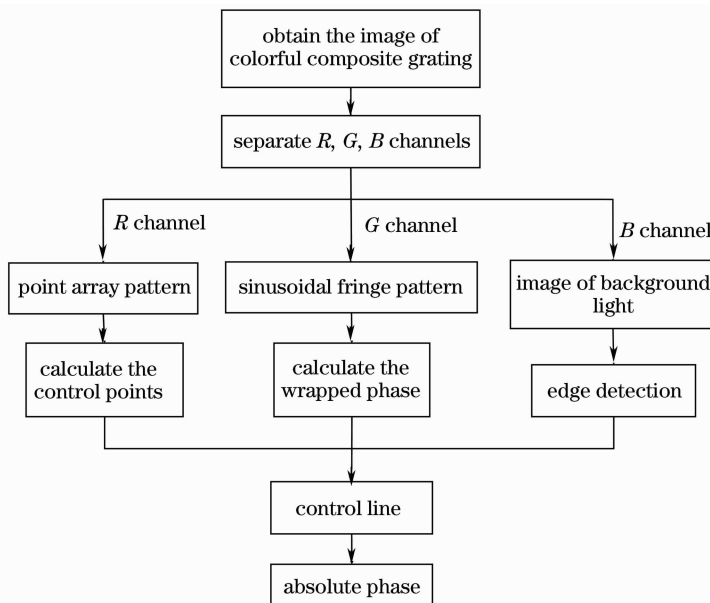 obtain the image of
colorful composite grating
separate R, G, B channels
R channel
G channel
B channel
point array pattern
sinusoidal fringe pattern
image of background
light
calculate the
control points
calculate the
wrapped phase
edge detection
control line
absolute phase